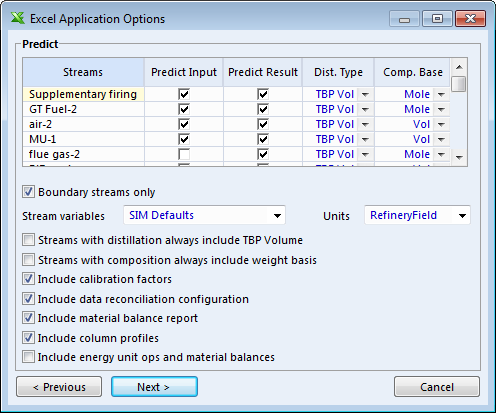 Excel Application Options
Predict
Streams Predict Input Predict Result Dist. Type Comp. Base
Supplementary firing TBP Vol Mole
GT Fuel-2 TBP Vol Mole
air-2 TBP Vol Vol
MU-1 TBP Vol Vol
flue gas-2 TBP Vol Mole
Boundary streams only
Stream variables SIM Defaults Units RefineryField
Streams with distillation always include TBP Volume
Streams with composition always include weight basis
Include calibration factors
Include data reconciliation configuration
Include material balance report
Include column profiles
Include energy unit ops and material balances
< Previous Next > Cancel